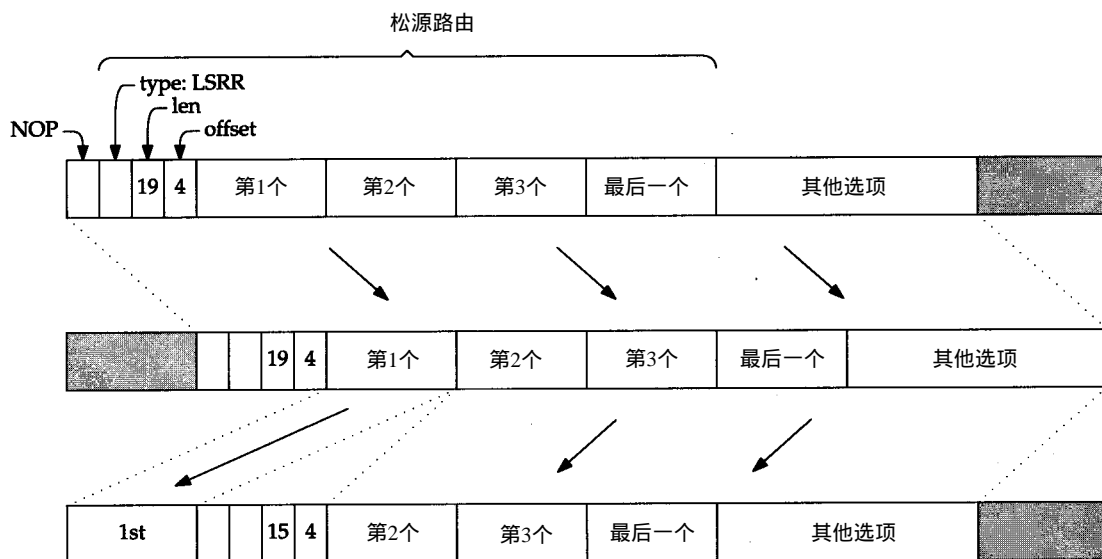 松源路由
type: LSRR
len
NOP
offset
19 4 第1个 第2个 第3个 最后一个 其他选项
19 4 第1个 第2个 第3个 最后一个 其他选项
1st 15 4 第2个 第3个 最后一个 其他选项